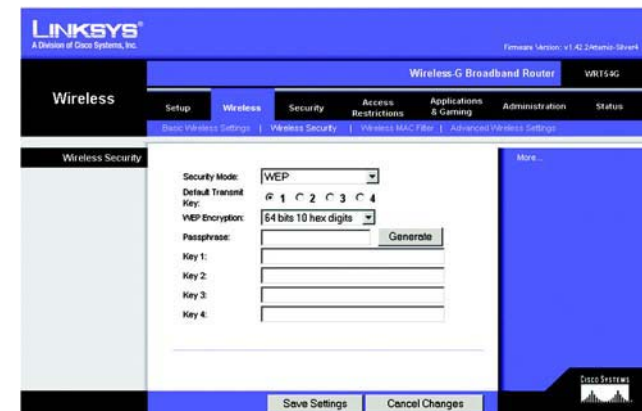 LINKSYS®
A Division of Cisco Systems, Inc.
Firmware Version: v1.42.2
Wireless-G Broadband Router WRT54G
Wireless
Setup Wireless Security Access Restrictions Applications & Gaming Administration Status
Basic Wireless Settings | Wireless Security | Wireless MAC Filter | Advanced Wireless Settings
Wireless Security
More...
Security Mode: WEP
Default Transmit Key: 1 2 3 4
WEP Encryption: 64 bits 10 hex digits
Passphrase: Generate
Key 1:
Key 2:
Key 3:
Key 4:
Save Settings Cancel Changes
CISCO SYSTEMS